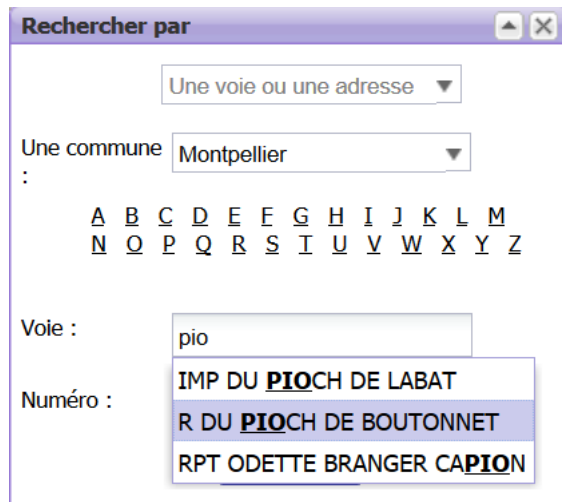 Rechercher par
Une voie ou une adresse
Une commune
:
Montpellier
A B C D E F G H I J K L M
N O P Q R S T U V W X Y Z
Voie :
pio
Numéro :
IMP DU PIOCH DE LABAT
R DU PIOCH DE BOUTONNET
RPT ODETTE BRANGER CAPION